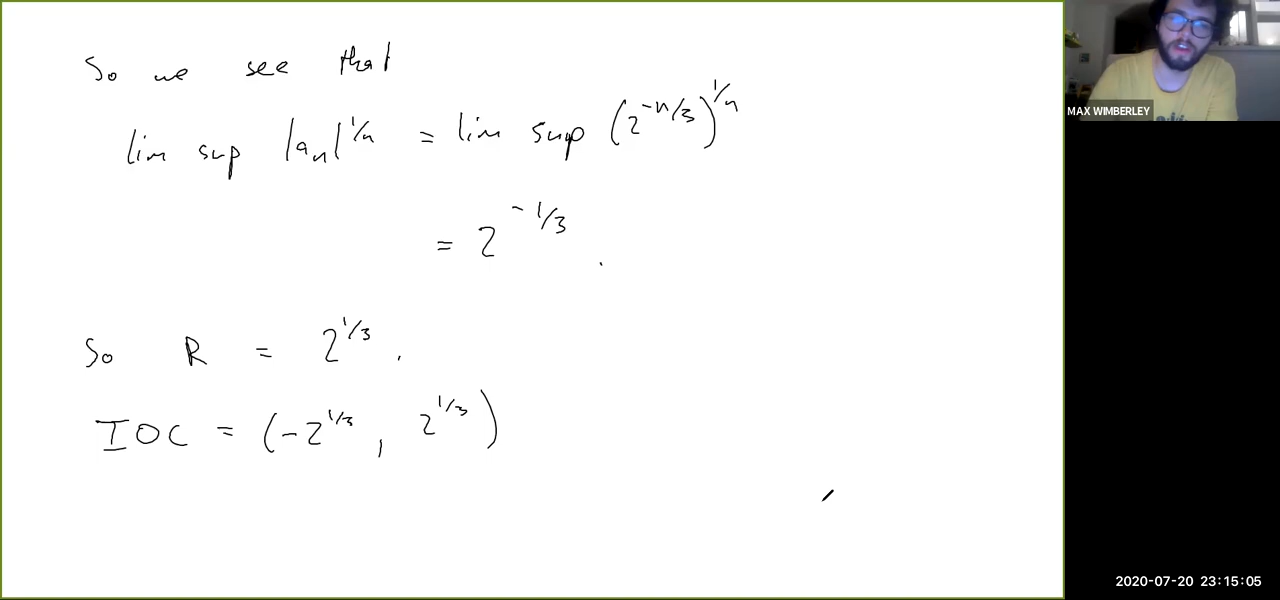 So we see that
lim sup |aₙ|^{1/n} = lim sup (2^{-n/3})^{1/n}
= 2^{-1/3}.
So R = 2^{1/3}.
IOC = (-2^{1/3}, 2^{1/3})
MAX WIMBERLEY
2020-07-20 23:15:05